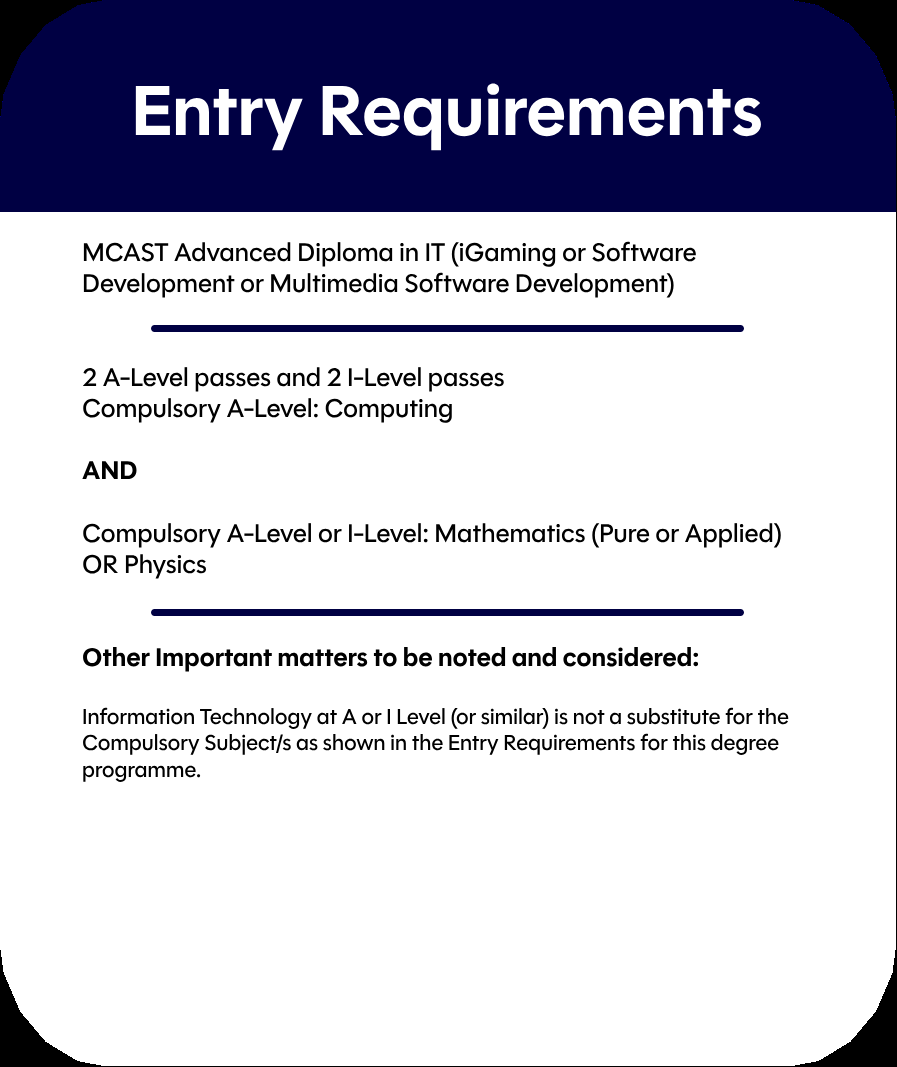 Entry Requirements
MCAST Advanced Diploma in IT (iGaming or Software
Development or Multimedia Software Development)
2 A-Level passes and 2 I-Level passes
Compulsory A-Level: Computing
AND
Compulsory A-Level or I-Level: Mathematics (Pure or Applied)
OR Physics
Other Important matters to be noted and considered:
Information Technology at A or I Level (or similar) is not a substitute for the
Compulsory Subject/s as shown in the Entry Requirements for this degree
programme.